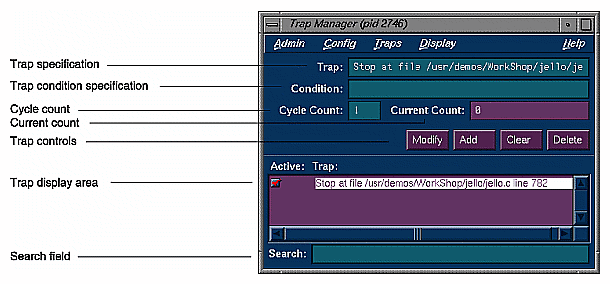 Trap Manager (pid 2746)
Admin Config Traps Display Help
Trap specification
Trap: Stop at file /usr/demos/WorkShop/jello/je
Trap condition specification
Condition:
Cycle count
Cycle Count: 1 Current Count: 0
Current count
Trap controls
Modify Add Clear Delete
Active: Trap:
Trap display area
Stop at file /usr/demos/WorkShop/jello/jello.c line 782
Search field
Search: